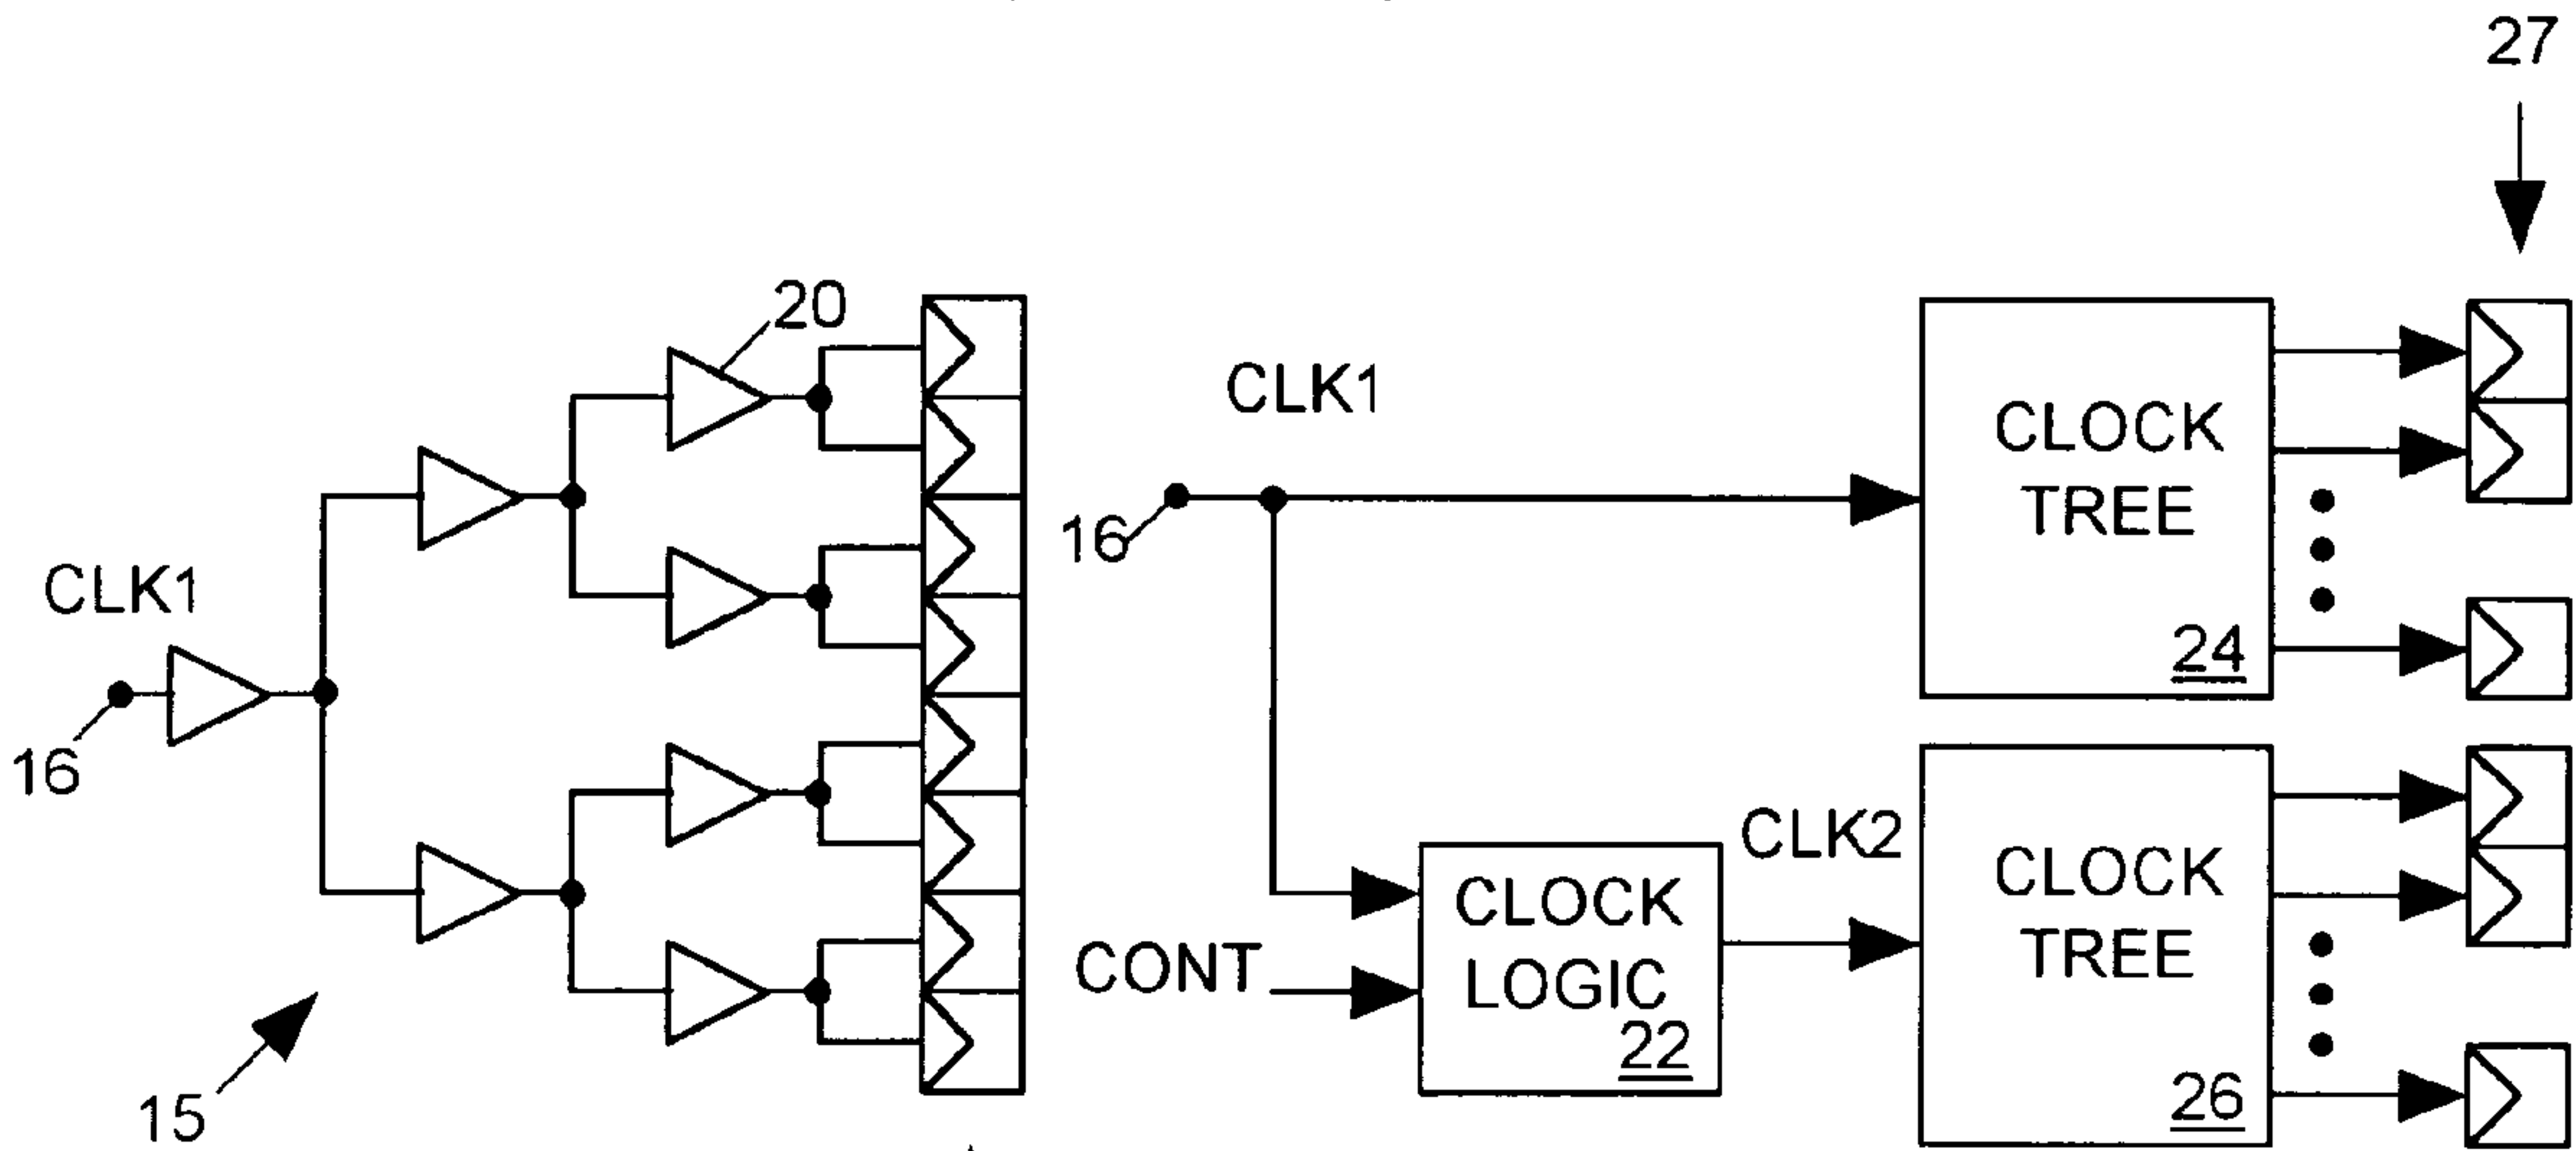 27
20
CLK1
16
15
CLK1
16
CONT
CLOCK
LOGIC
22
CLK2
CLOCK
TREE
24
CLOCK
TREE
26